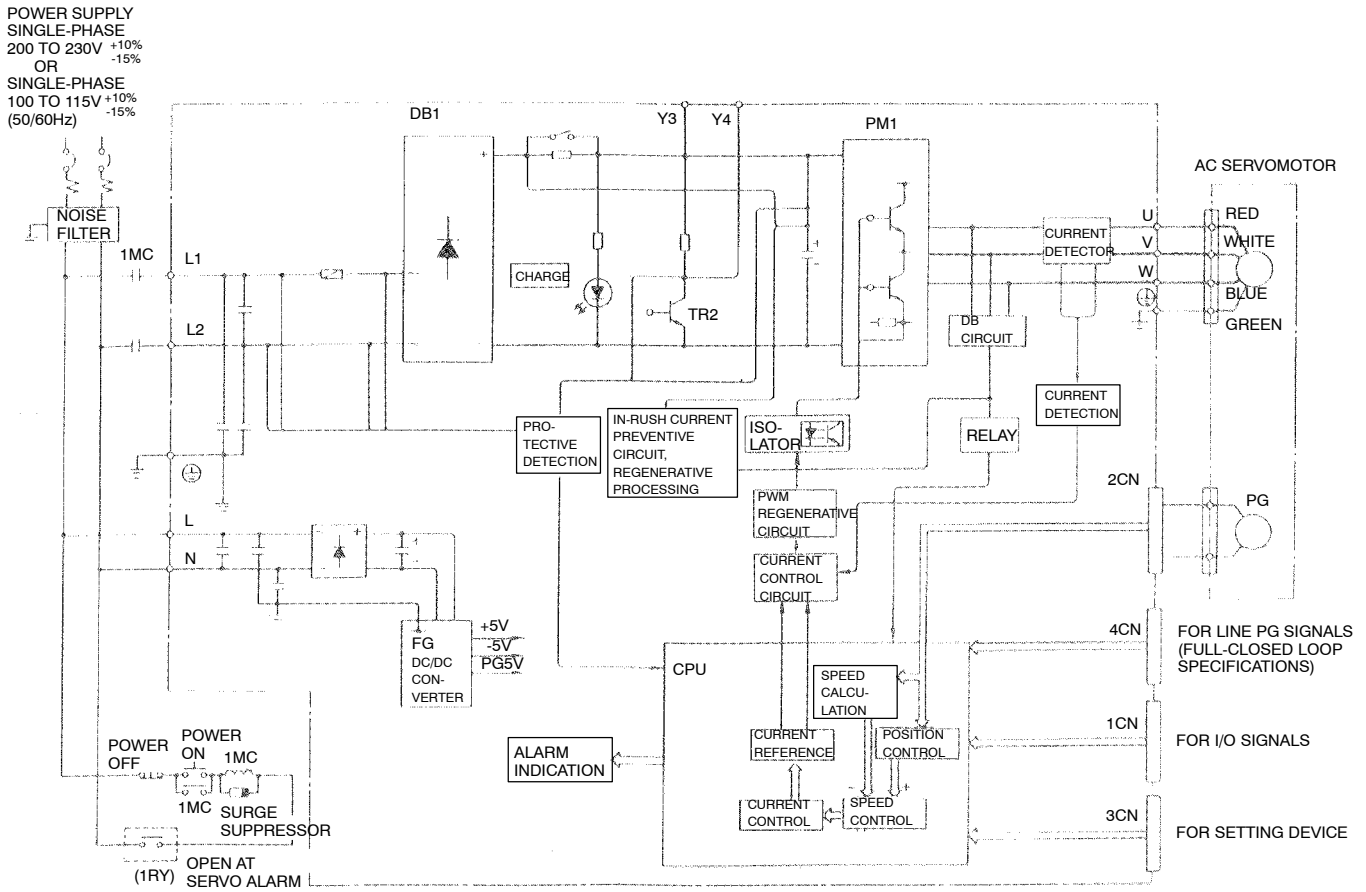 POWER SUPPLY
SINGLE-PHASE
200 TO 230V +10%
-15%
OR
SINGLE-PHASE
100 TO 115V +10%
-15%
(50/60Hz)
NOISE
FILTER
1MC
L1
L2
DB1
+
CHARGE
Y3
Y4
TR2
PM1
+
CURRENT
DETECTOR
U
V
W
AC SERVOMOTOR
RED
WHITE
BLUE
GREEN
DB
CIRCUIT
PRO-
TECTIVE
DETECTION
IN-RUSH CURRENT
PREVENTIVE
CIRCUIT,
REGENERATIVE
PROCESSING
ISO-
LATOR
RELAY
CURRENT
DETECTION
PWM
REGENERATIVE
CIRCUIT
CURRENT
CONTROL
CIRCUIT
2CN
PG
L
N
+
FG
DC/DC
CON-
VERTER
+5V
-5V
PG5V
CPU
SPEED
CALCU-
LATION
CURRENT
REFERENCE
POSITION
CONTROL
CURRENT
CONTROL
- +
SPEED
CONTROL
ALARM
INDICATION
4CN
FOR LINE PG SIGNALS
(FULL-CLOSED LOOP
SPECIFICATIONS)
1CN
FOR I/O SIGNALS
3CN
FOR SETTING DEVICE
POWER
OFF
POWER
ON
1MC
1MC
SURGE
SUPPRESSOR
(1RY)
OPEN AT
SERVO ALARM